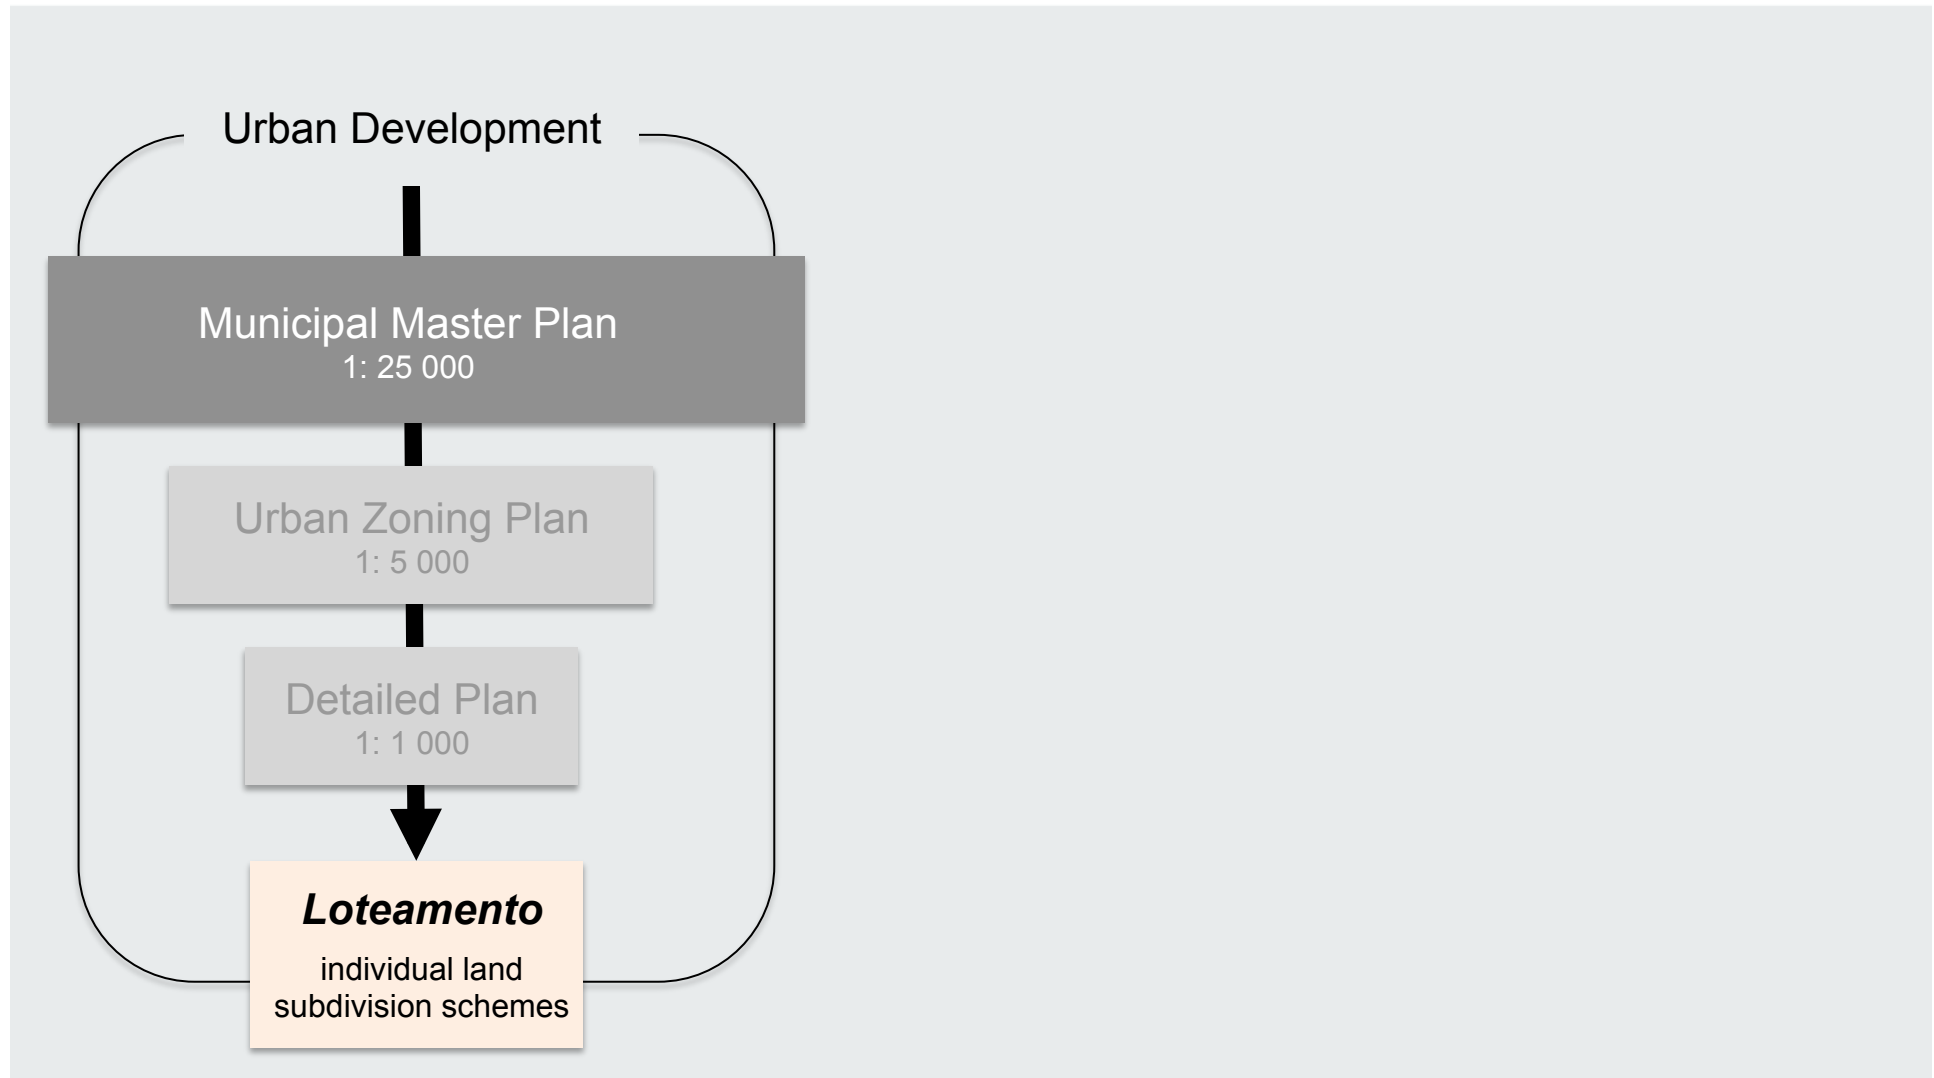 Urban Development
Municipal Master Plan
1: 25 000
Urban Zoning Plan
1: 5 000
Detailed Plan
1: 1 000
Loteamento
individual land
subdivision schemes